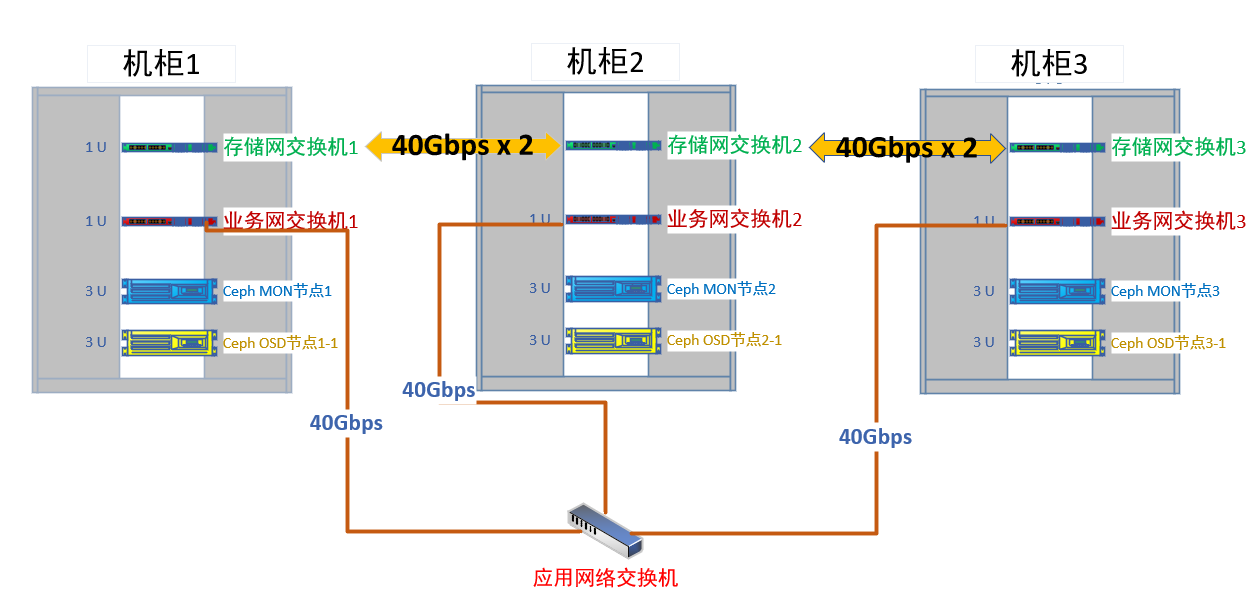 机柜1
机柜2
机柜3
1 U
存储网交换机1
40Gbps x 2
存储网交换机2
40Gbps x 2
存储网交换机3
1 U
业务网交换机1
1 U
业务网交换机2
1 U
业务网交换机3
3 U
Ceph MON节点1
3 U
Ceph MON节点2
3 U
Ceph MON节点3
3 U
Ceph OSD节点1-1
3 U
Ceph OSD节点2-1
3 U
Ceph OSD节点3-1
40Gbps
40Gbps
40Gbps
应用网络交换机